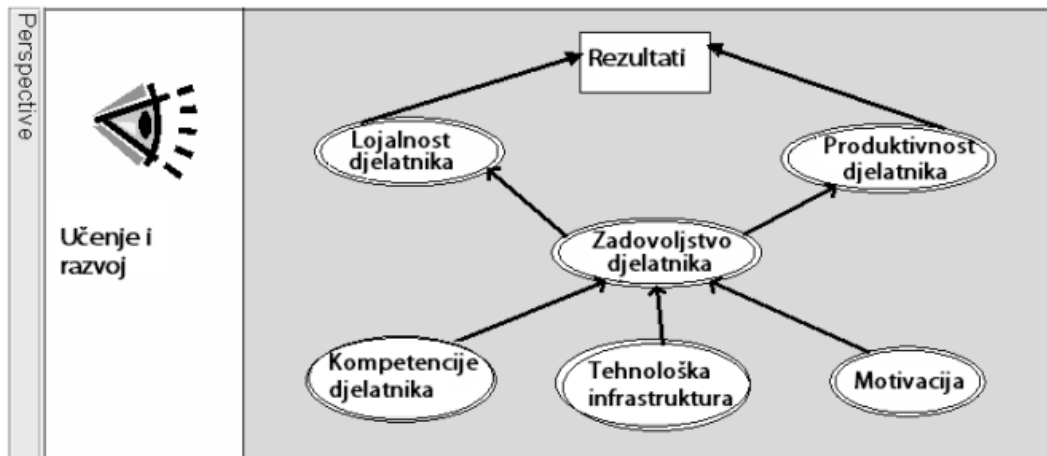 Perspective
Učenje i
razvoj
Rezultati
Lojalnost
djelatnika
Produktivnost
djelatnika
Zadovoljstvo
djelatnika
Kompetencije
djelatnika
Tehnološka
infrastruktura
Motivacija